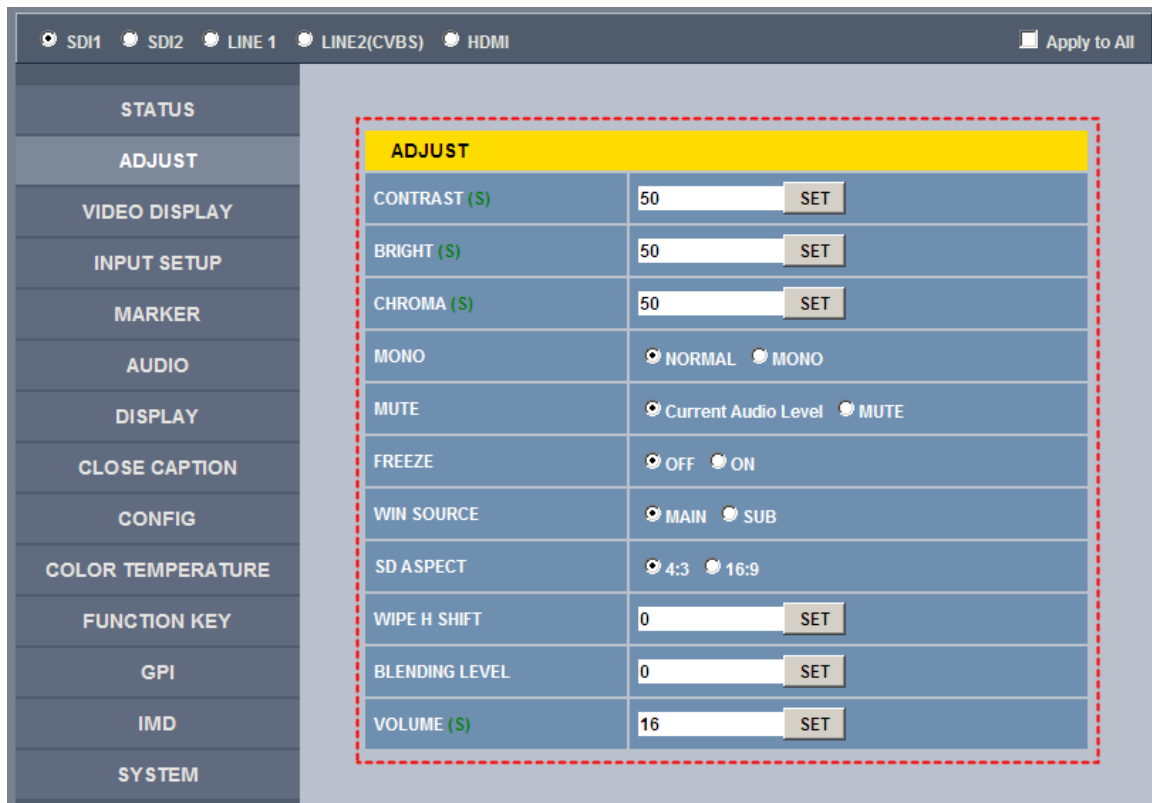 SDI1 SDI2 LINE 1 LINE2(CVBS) HDMI Apply to All
STATUS
ADJUST
VIDEO DISPLAY
INPUT SETUP
MARKER
AUDIO
DISPLAY
CLOSE CAPTION
CONFIG
COLOR TEMPERATURE
FUNCTION KEY
GPI
IMD
SYSTEM
ADJUST
CONTRAST (S) 50 SET
BRIGHT (S) 50 SET
CHROMA (S) 50 SET
MONO NORMAL MONO
MUTE Current Audio Level MUTE
FREEZE OFF ON
WIN SOURCE MAIN SUB
SD ASPECT 4:3 16:9
WIPE H SHIFT 0 SET
BLENDING LEVEL 0 SET
VOLUME (S) 16 SET